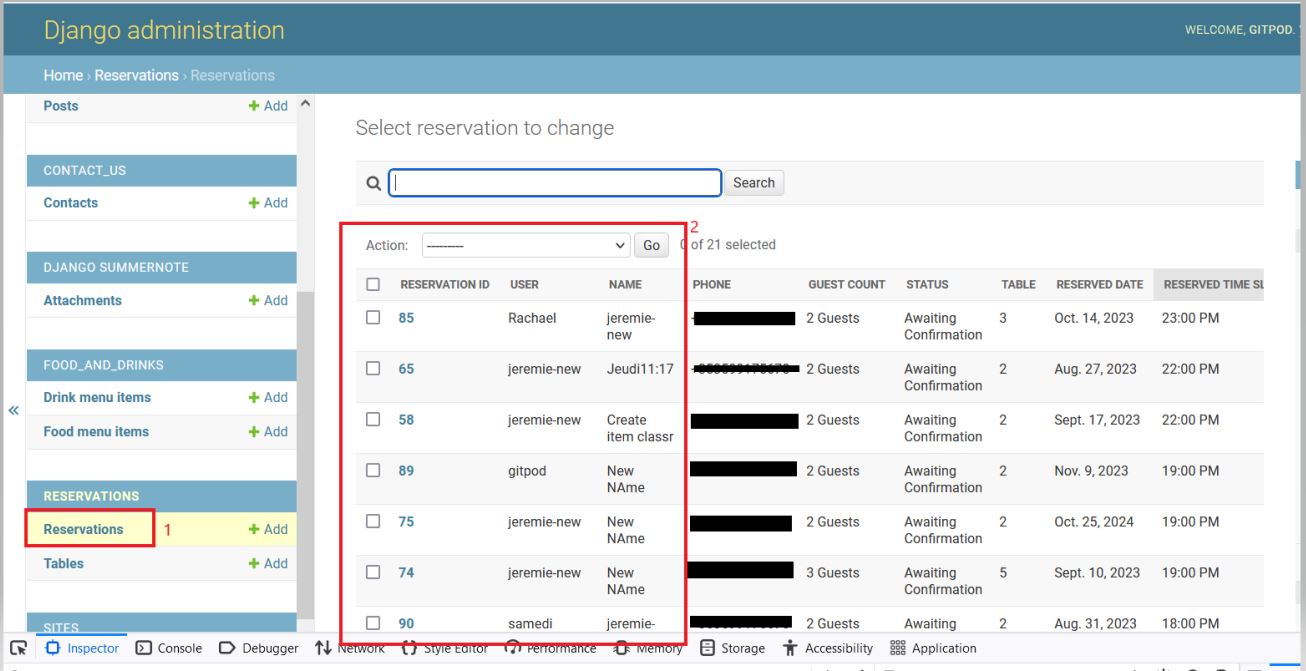 Django administration
WELCOME, GITPOD.
Home › Reservations › Reservations
Posts + Add
CONTACT_US
Contacts + Add
DJANGO SUMMERNOTE
Attachments + Add
FOOD_AND_DRINKS
Drink menu items + Add
Food menu items + Add
RESERVATIONS
Reservations 1 + Add
Tables + Add
SITES
«
Select reservation to change
Search
2
Action: --------- Go of 21 selected
RESERVATION ID USER NAME PHONE GUEST COUNT STATUS TABLE RESERVED DATE RESERVED TIME
85 Rachael jeremie- 2 Guests Awaiting 3 Oct. 14, 2023 23:00 PM
new Confirmation
65 jeremie-new Jeudi11:17 2 Guests Awaiting 2 Aug. 27, 2023 22:00 PM
Confirmation
58 jeremie-new Create 2 Guests Awaiting 2 Sept. 17, 2023 22:00 PM
item classr Confirmation
89 gitpod New 2 Guests Awaiting 2 Nov. 9, 2023 19:00 PM
NAme Confirmation
75 jeremie-new New 2 Guests Awaiting 2 Oct. 25, 2024 19:00 PM
NAme Confirmation
74 jeremie-new New 3 Guests Awaiting 5 Sept. 10, 2023 19:00 PM
NAme Confirmation
90 samedi jeremie- 2 Guests Awaiting 2 Aug. 31, 2023 18:00 PM
Inspector Console Debugger Network Style Editor Performance Memory Storage Accessibility Application